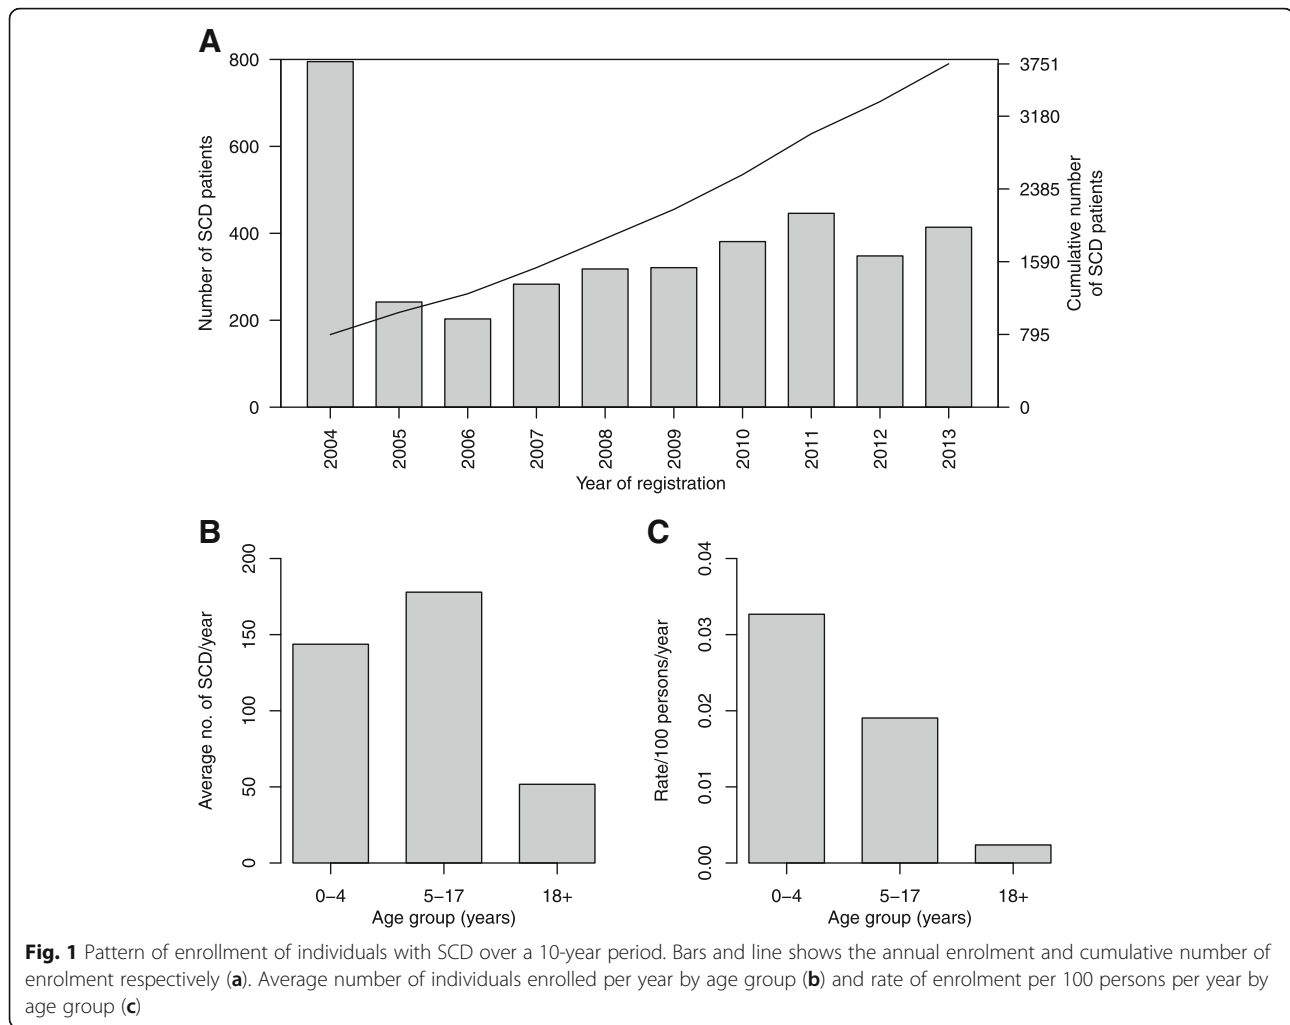 A
800
600
400
200
0
Number of SCD patients
3751
3180
2385
1590
795
0
Cumulative number
of SCD patients
2004
2005
2006
2007
2008
2009
2010
2011
2012
2013
Year of registration
B
200
150
100
50
0
Average no. of SCD/year
0–4
5–17
18+
Age group (years)
C
0.04
0.03
0.02
0.01
0.00
Rate/100 persons/year
0–4
5–17
18+
Age group (years)
Fig. 1 Pattern of enrollment of individuals with SCD over a 10-year period. Bars and line shows the annual enrolment and cumulative number of
enrolment respectively (a). Average number of individuals enrolled per year by age group (b) and rate of enrolment per 100 persons per year by
age group (c)